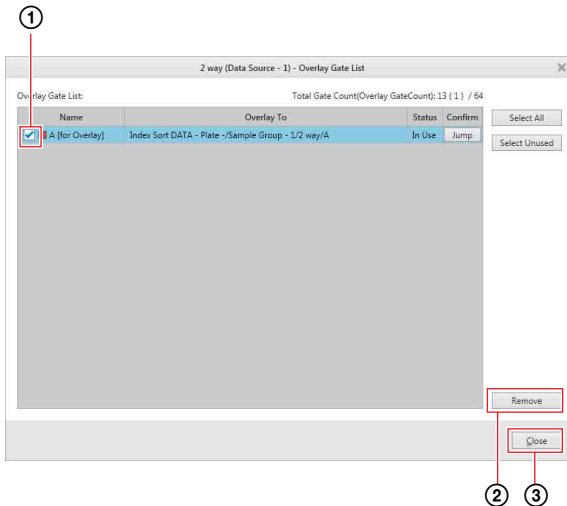 ①
2 way (Data Source - 1) - Overlay Gate List
Overlay Gate List: Total Gate Count(Overlay GateCount): 13 ( 1 ) / 64
Name Overlay To Status Confirm Select All
A [for Overlay] Index Sort DATA - Plate -/Sample Group - 1/2 way/A In Use Jump
Select Unused
Remove
Close
② ③